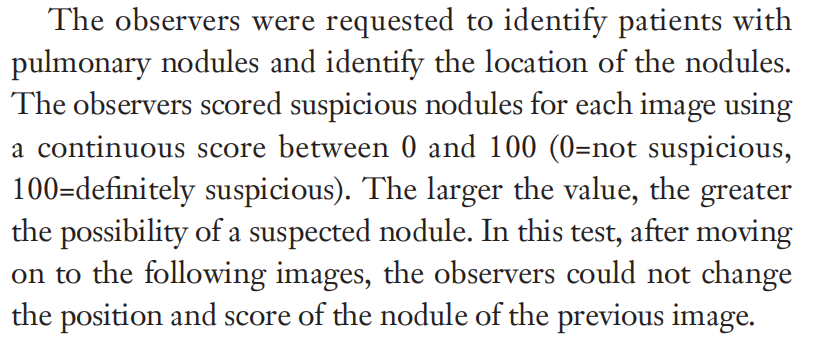 The observers were requested to identify patients with
pulmonary nodules and identify the location of the nodules.
The observers scored suspicious nodules for each image using
a continuous score between 0 and 100 (0=not suspicious,
100=definitely suspicious). The larger the value, the greater
the possibility of a suspected nodule. In this test, after moving
on to the following images, the observers could not change
the position and score of the nodule of the previous image.